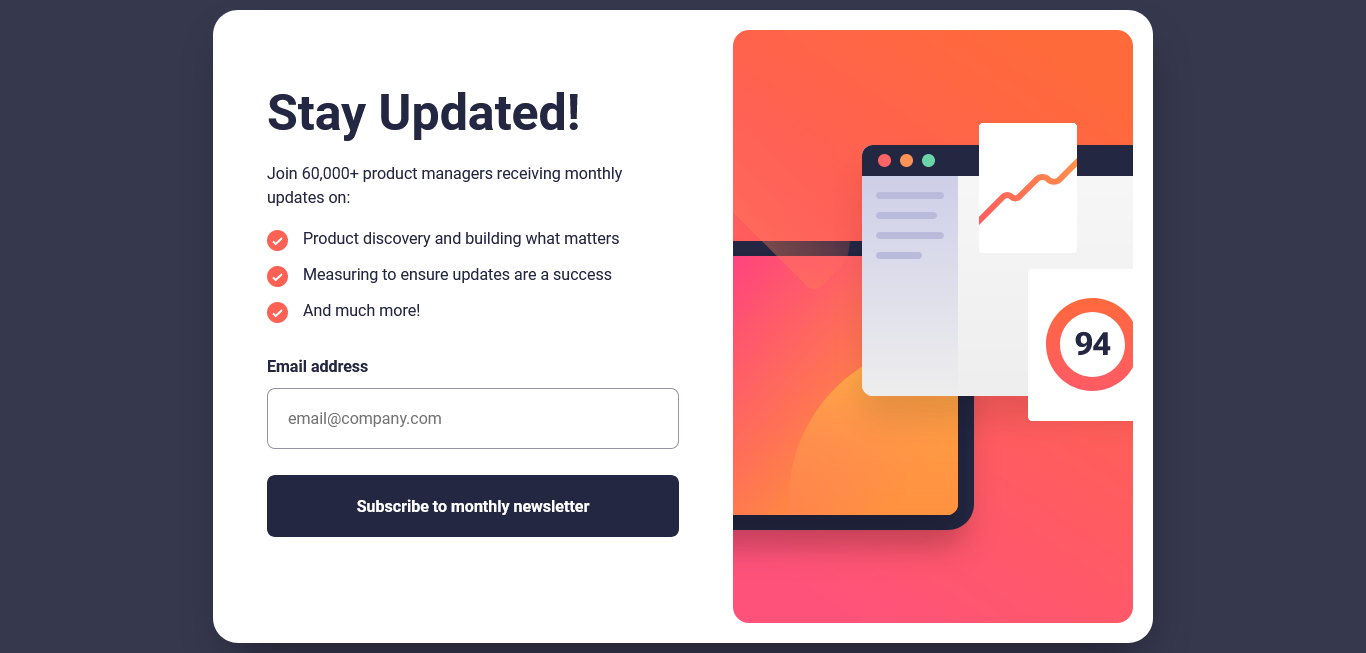 Stay Updated!
Join 60,000+ product managers receiving monthly
updates on:
Product discovery and building what matters
Measuring to ensure updates are a success
And much more!
Email address
email@company.com
Subscribe to monthly newsletter
94